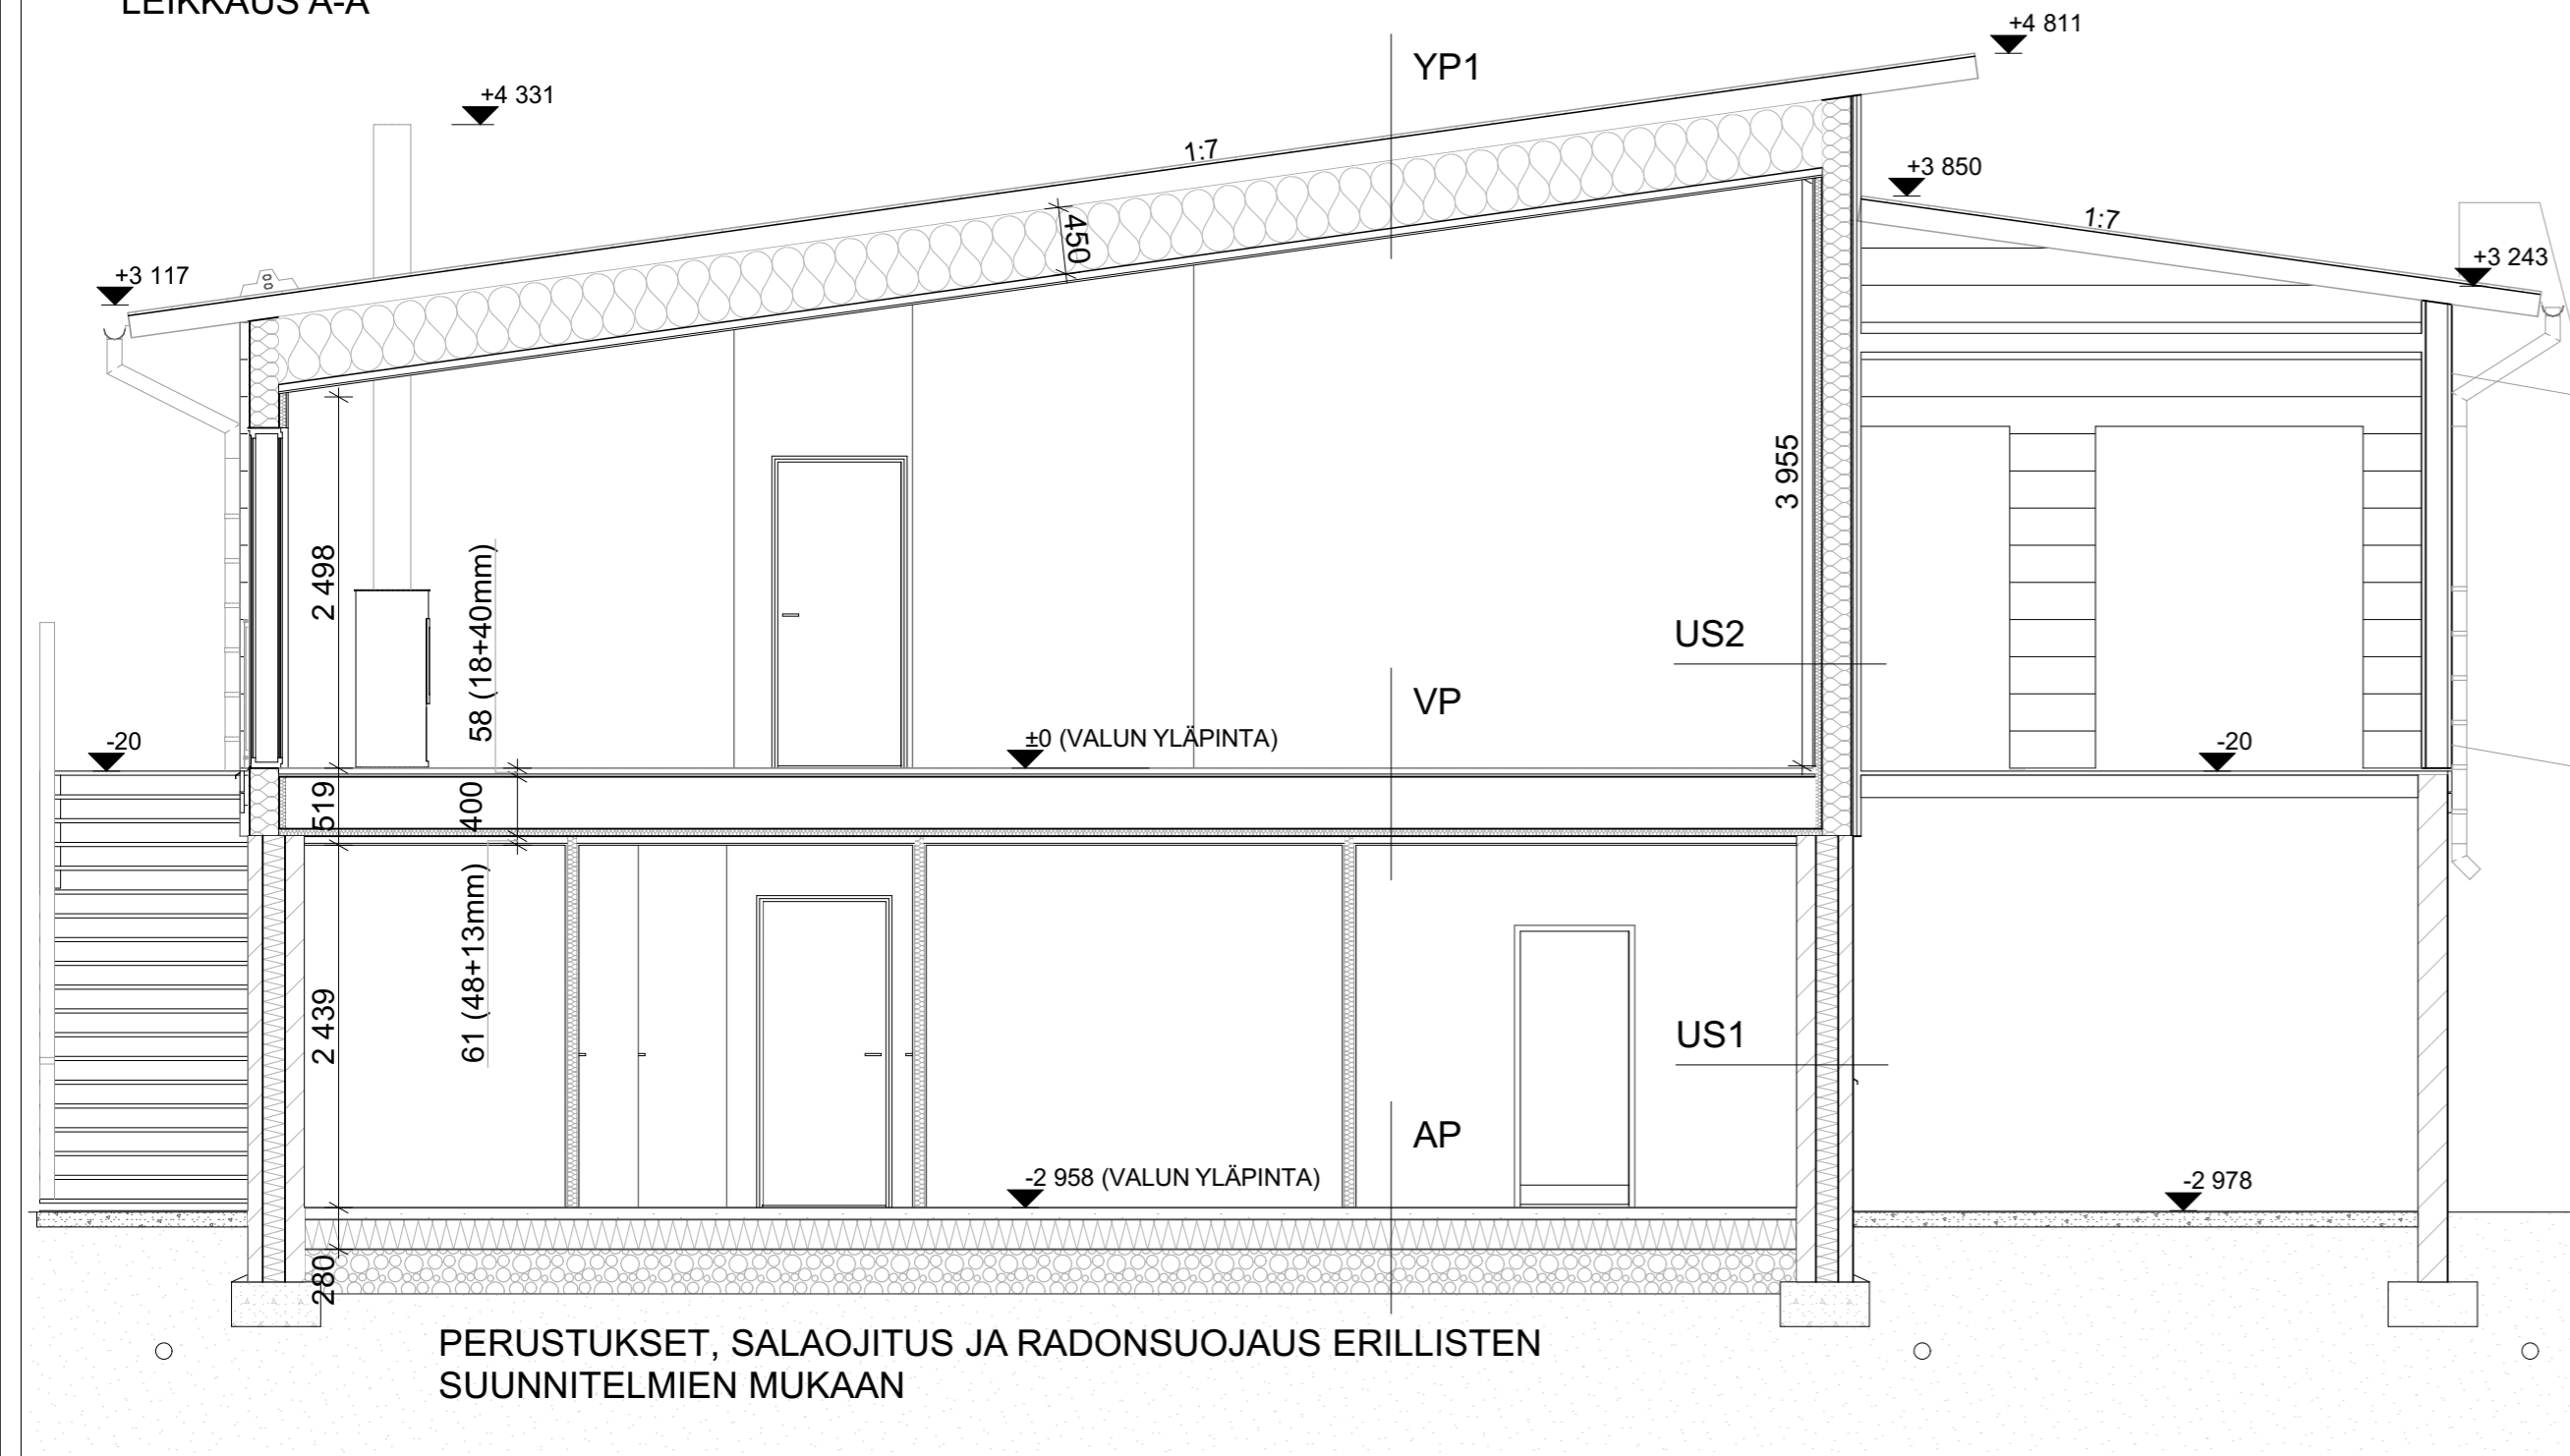 LEIKKAUS A-A
+4 811
YP1
+4 331
1:7
+3 850
1:7
450
+3 117
+3 243
3 955
2 498
58 (18+40mm)
US2
VP
-20
±0 (VALUN YLÄPINTA)
-20
519
400
61 (48+13mm)
2 439
US1
AP
-2 958 (VALUN YLÄPINTA)
-2 978
280
PERUSTUKSET, SALAOJITUS JA RADONSUOJAUS ERILLISTEN
SUUNNITELMIEN MUKAAN